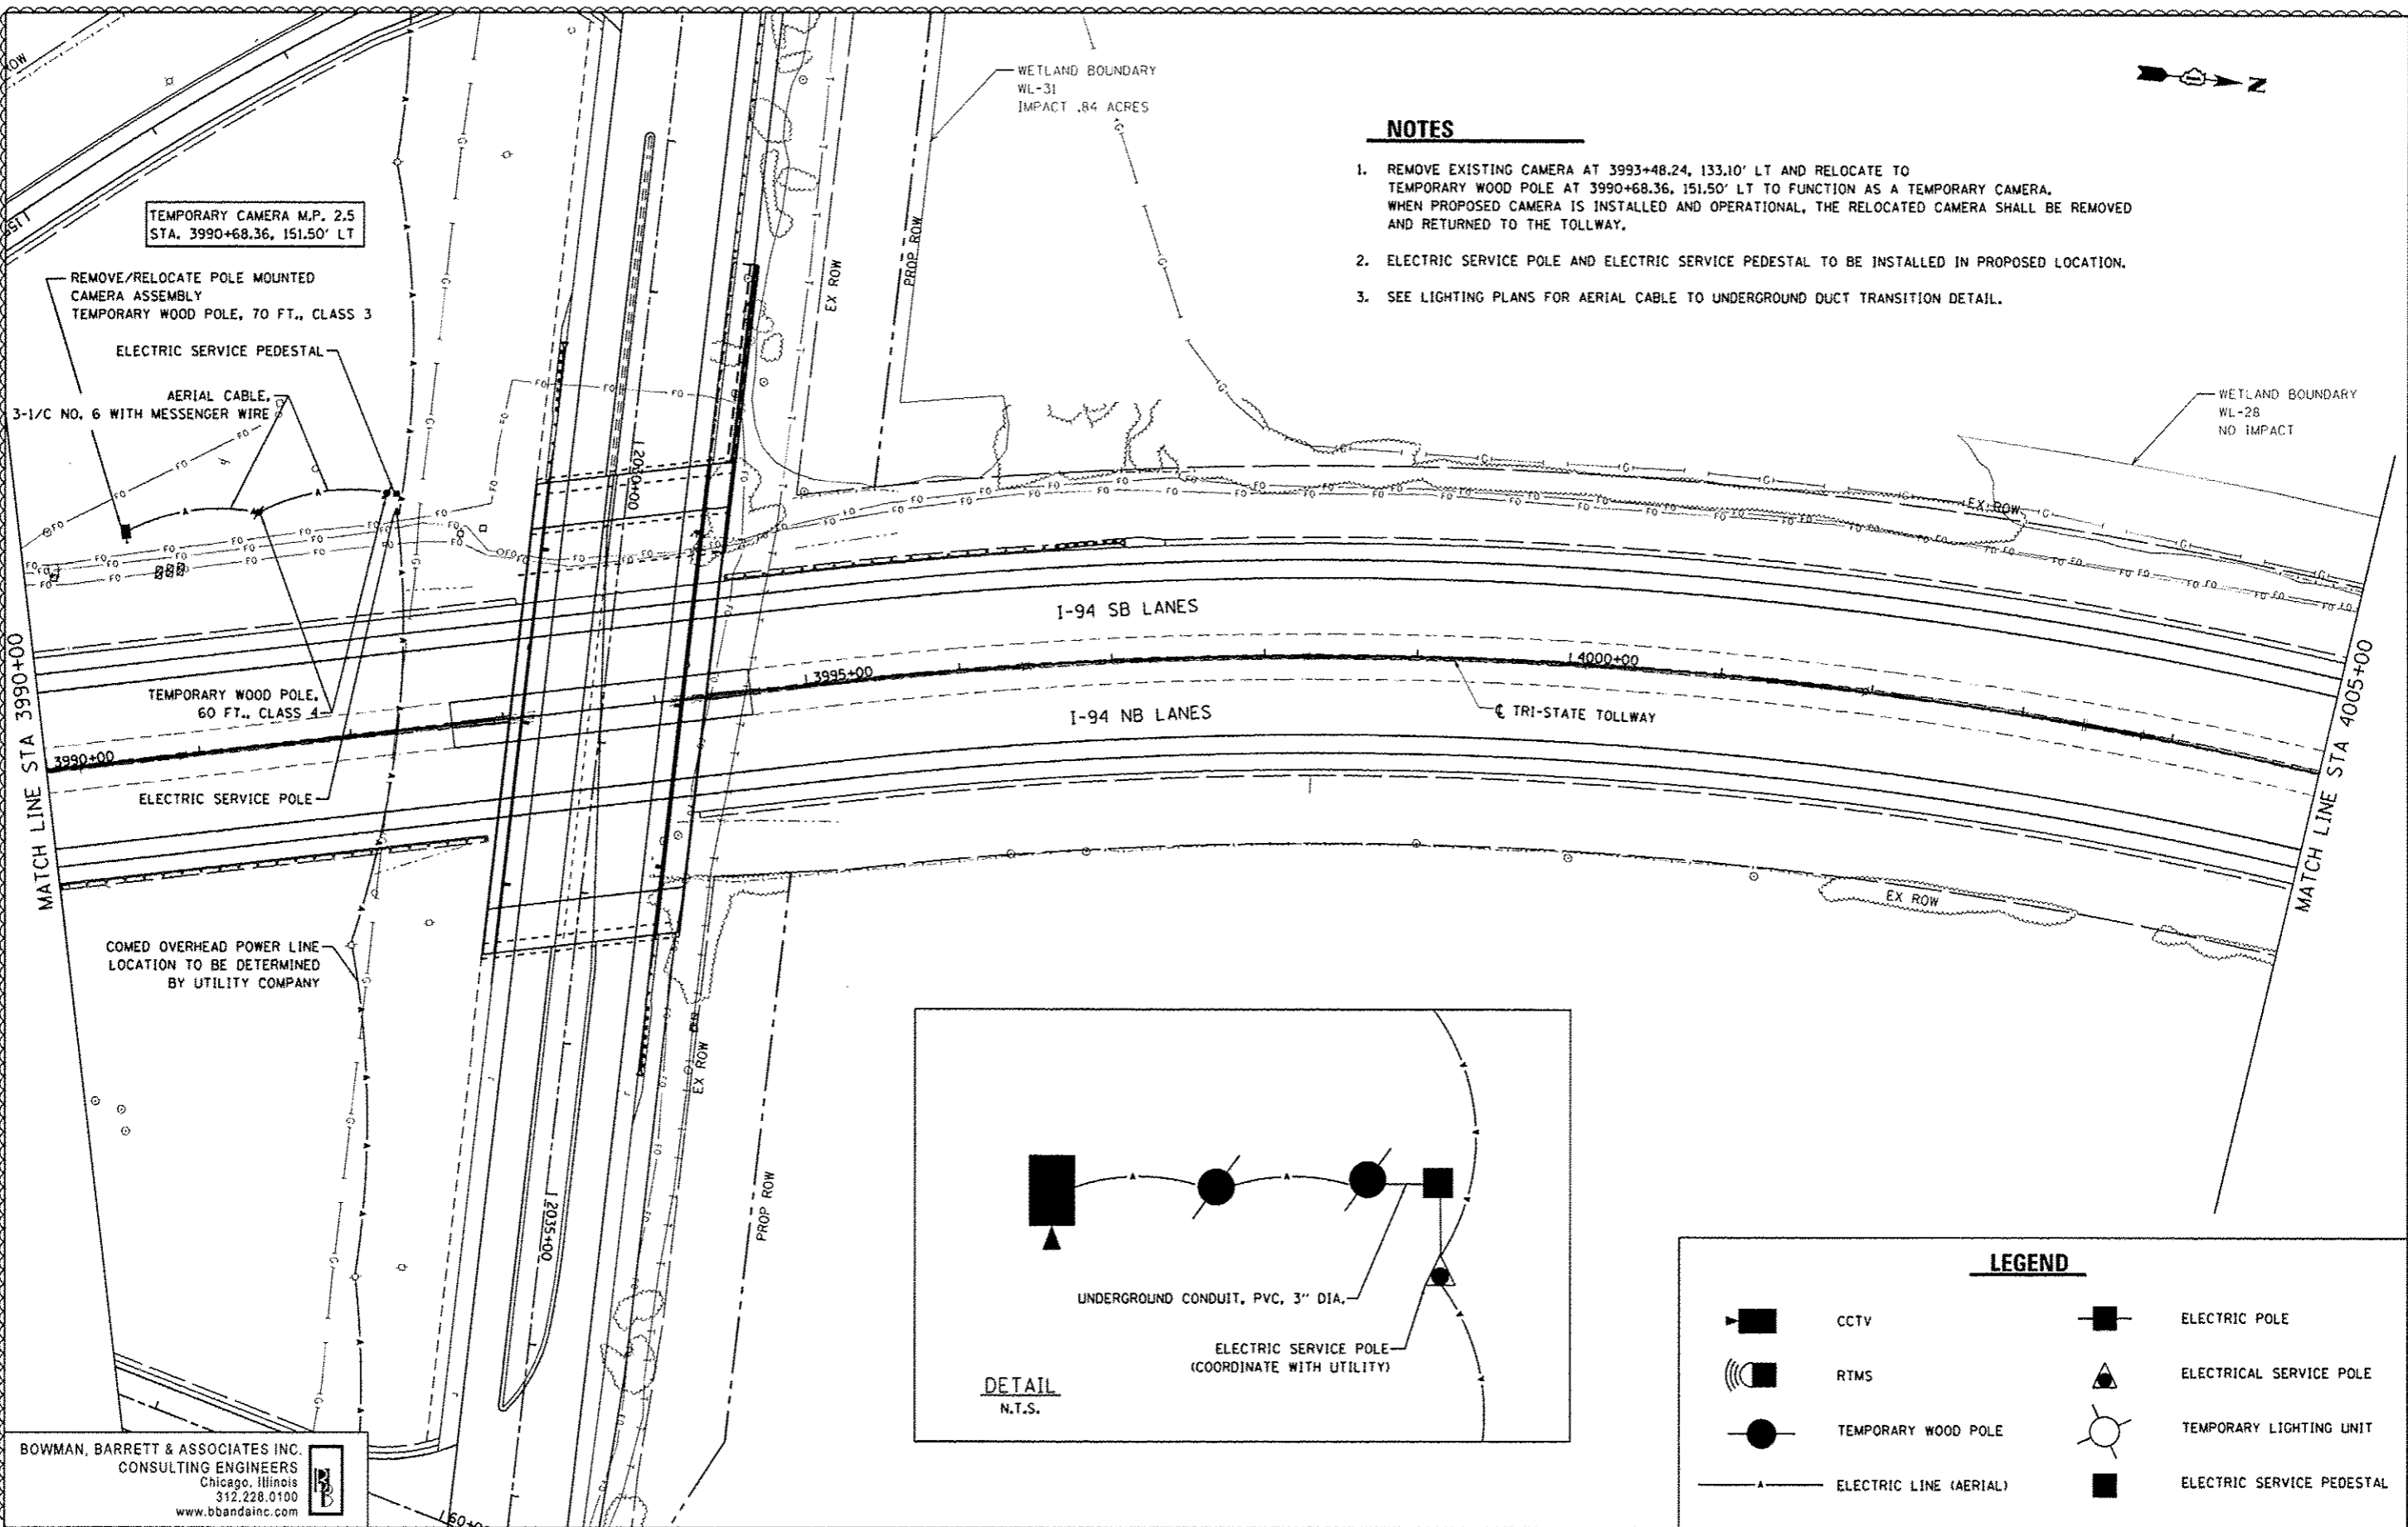 WETLAND BOUNDARY
WL-31
IMPACT .84 ACRES
N
NOTES
1. REMOVE EXISTING CAMERA AT 3993+48.24, 133.10' LT AND RELOCATE TO
TEMPORARY WOOD POLE AT 3990+68.36, 151.50' LT TO FUNCTION AS A TEMPORARY CAMERA.
WHEN PROPOSED CAMERA IS INSTALLED AND OPERATIONAL, THE RELOCATED CAMERA SHALL BE REMOVED
AND RETURNED TO THE TOLLWAY.
2. ELECTRIC SERVICE POLE AND ELECTRIC SERVICE PEDESTAL TO BE INSTALLED IN PROPOSED LOCATION.
3. SEE LIGHTING PLANS FOR AERIAL CABLE TO UNDERGROUND DUCT TRANSITION DETAIL.
ROW
TEMPORARY CAMERA M.P. 2.5
STA. 3990+68.36, 151.50' LT
REMOVE/RELOCATE POLE MOUNTED
CAMERA ASSEMBLY
TEMPORARY WOOD POLE, 70 FT., CLASS 3
ELECTRIC SERVICE PEDESTAL
AERIAL CABLE,
3-1/C NO. 6 WITH MESSENGER WIRE
EX ROW
PROP ROW
2040+00
WETLAND BOUNDARY
WL-28
NO IMPACT
EX ROW
I-94 SB LANES
3995+00
4000+00
I-94 NB LANES
℄ TRI-STATE TOLLWAY
MATCH LINE STA 3990+00
3990+00
TEMPORARY WOOD POLE,
60 FT., CLASS 4
ELECTRIC SERVICE POLE
MATCH LINE STA 4005+00
EX ROW
COMED OVERHEAD POWER LINE
LOCATION TO BE DETERMINED
BY UTILITY COMPANY
EX ROW
PROP ROW
2035+00
UNDERGROUND CONDUIT, PVC, 3" DIA.
ELECTRIC SERVICE POLE
(COORDINATE WITH UTILITY)
DETAIL
N.T.S.
LEGEND
CCTV
ELECTRIC POLE
RTMS
ELECTRICAL SERVICE POLE
TEMPORARY WOOD POLE
TEMPORARY LIGHTING UNIT
A ELECTRIC LINE (AERIAL)
ELECTRIC SERVICE PEDESTAL
BOWMAN, BARRETT & ASSOCIATES INC.
CONSULTING ENGINEERS
Chicago, Illinois
312.228.0100
www.bbandainc.com